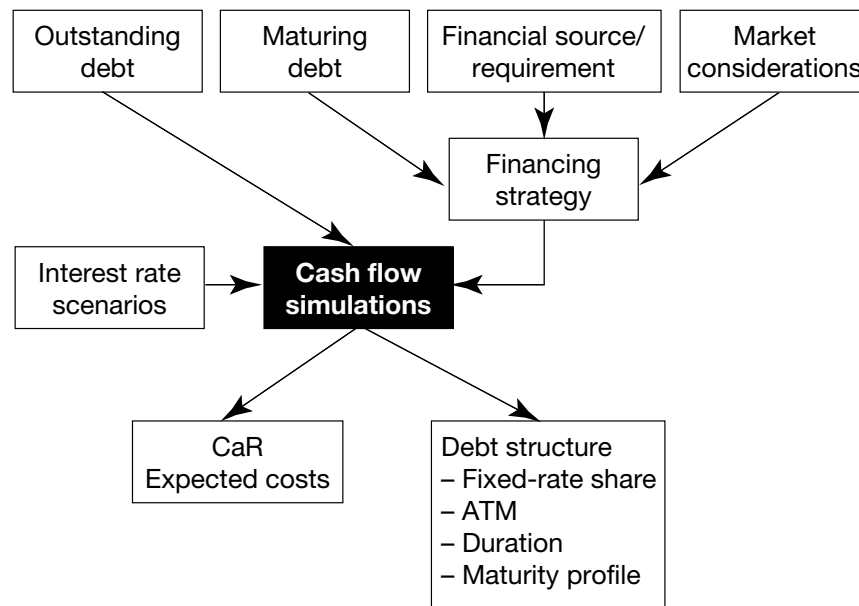 Outstanding
debt
Maturing
debt
Financial source/
requirement
Market
considerations
Financing
strategy
Interest rate
scenarios
Cash flow
simulations
CaR
Expected costs
Debt structure
– Fixed-rate share
– ATM
– Duration
– Maturity profile